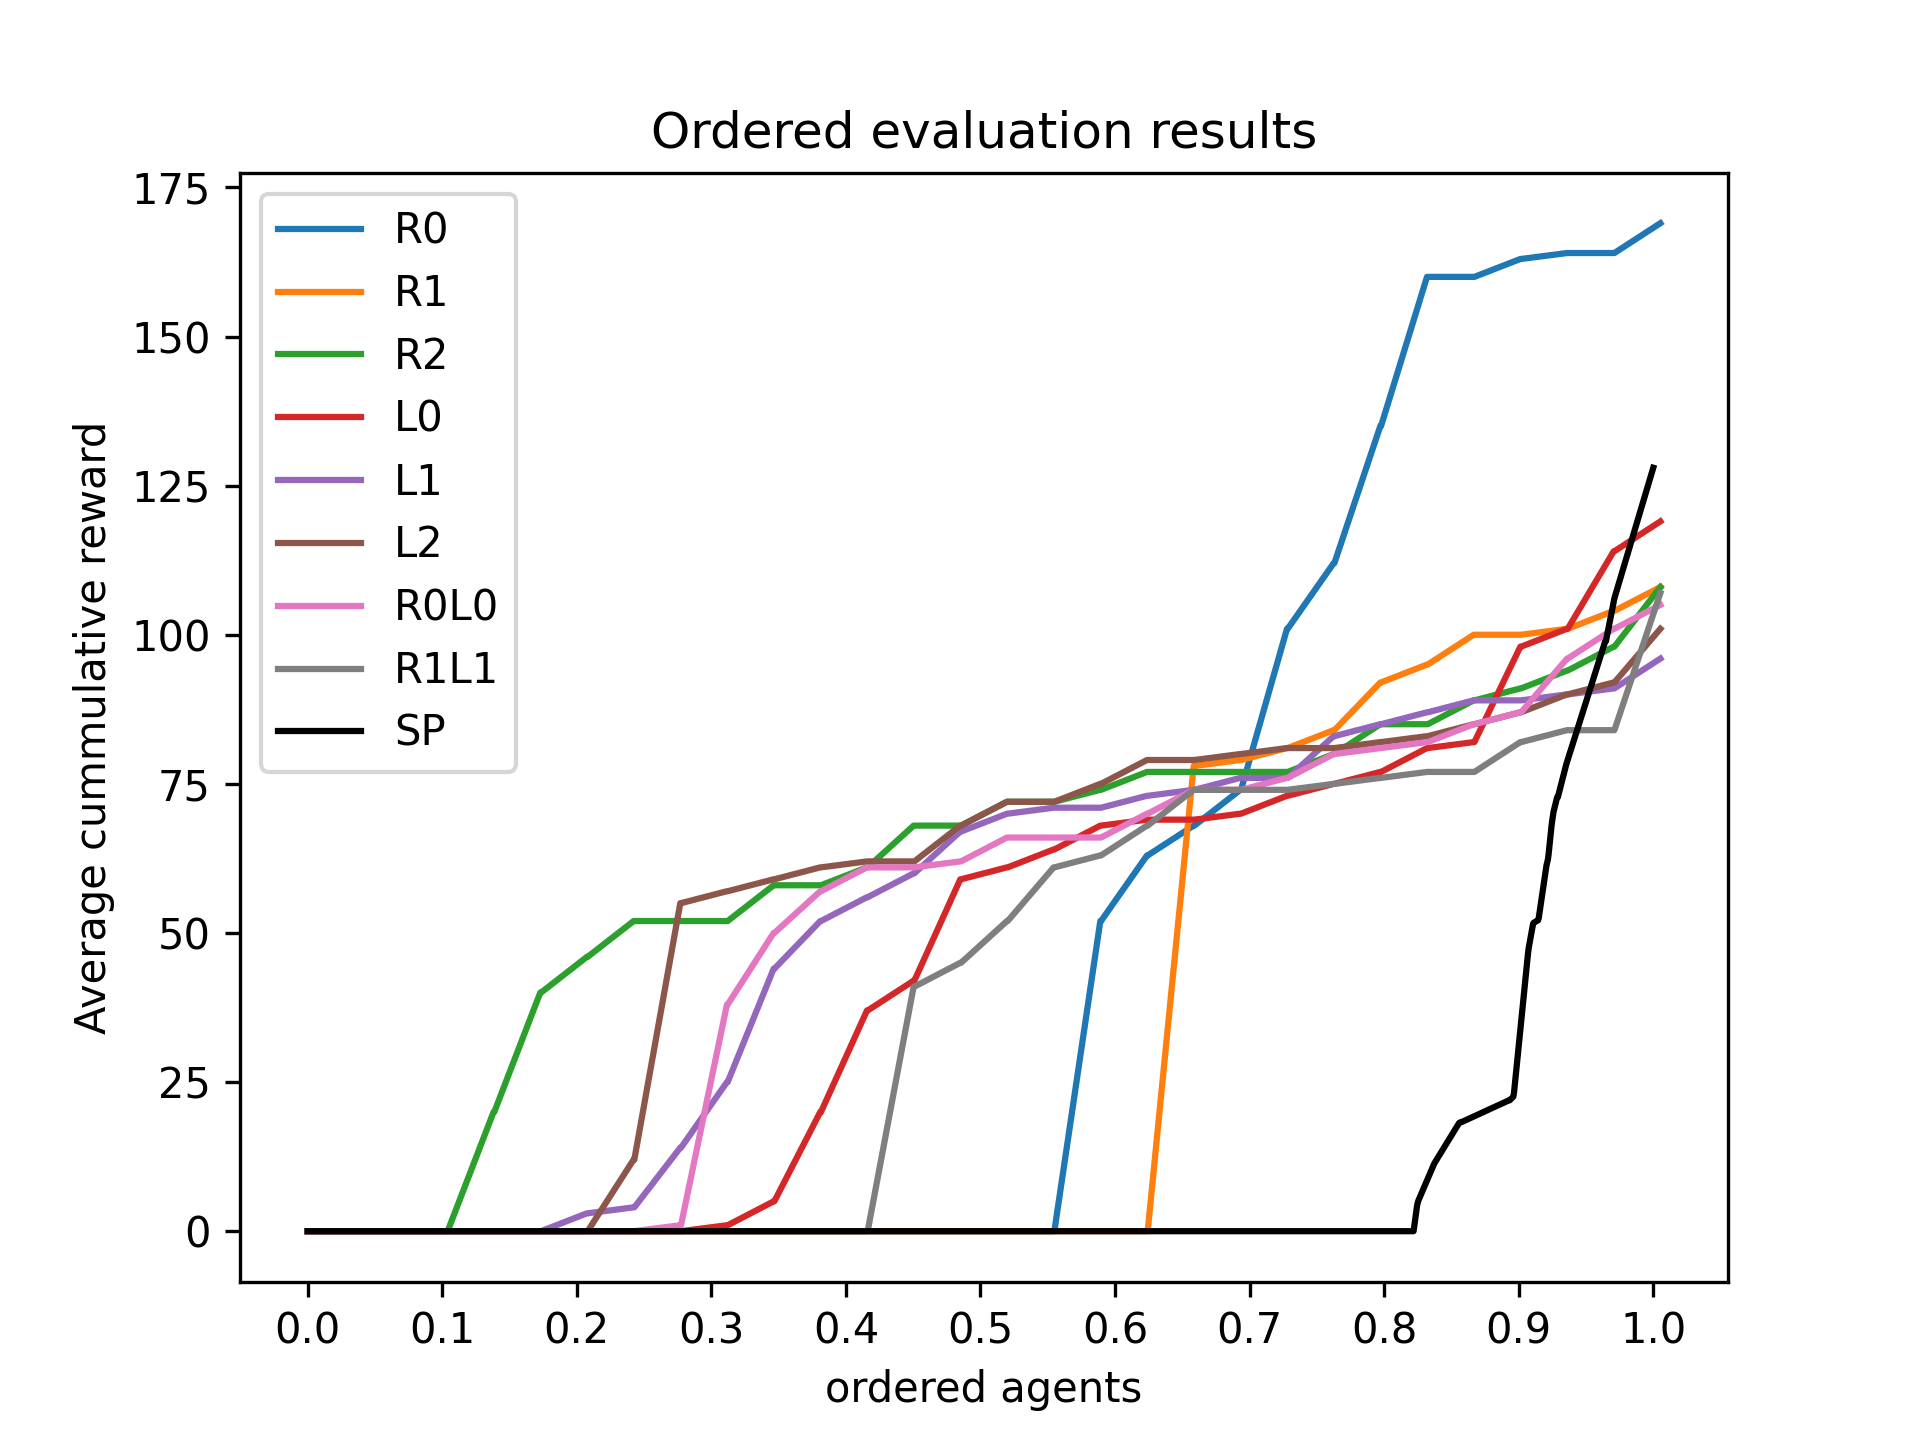 Ordered evaluation results
175
150
125
100
75
50
25
0
Average cummulative reward
R0
R1
R2
L0
L1
L2
R0L0
R1L1
SP
0.0 0.1 0.2 0.3 0.4 0.5 0.6 0.7 0.8 0.9 1.0
ordered agents